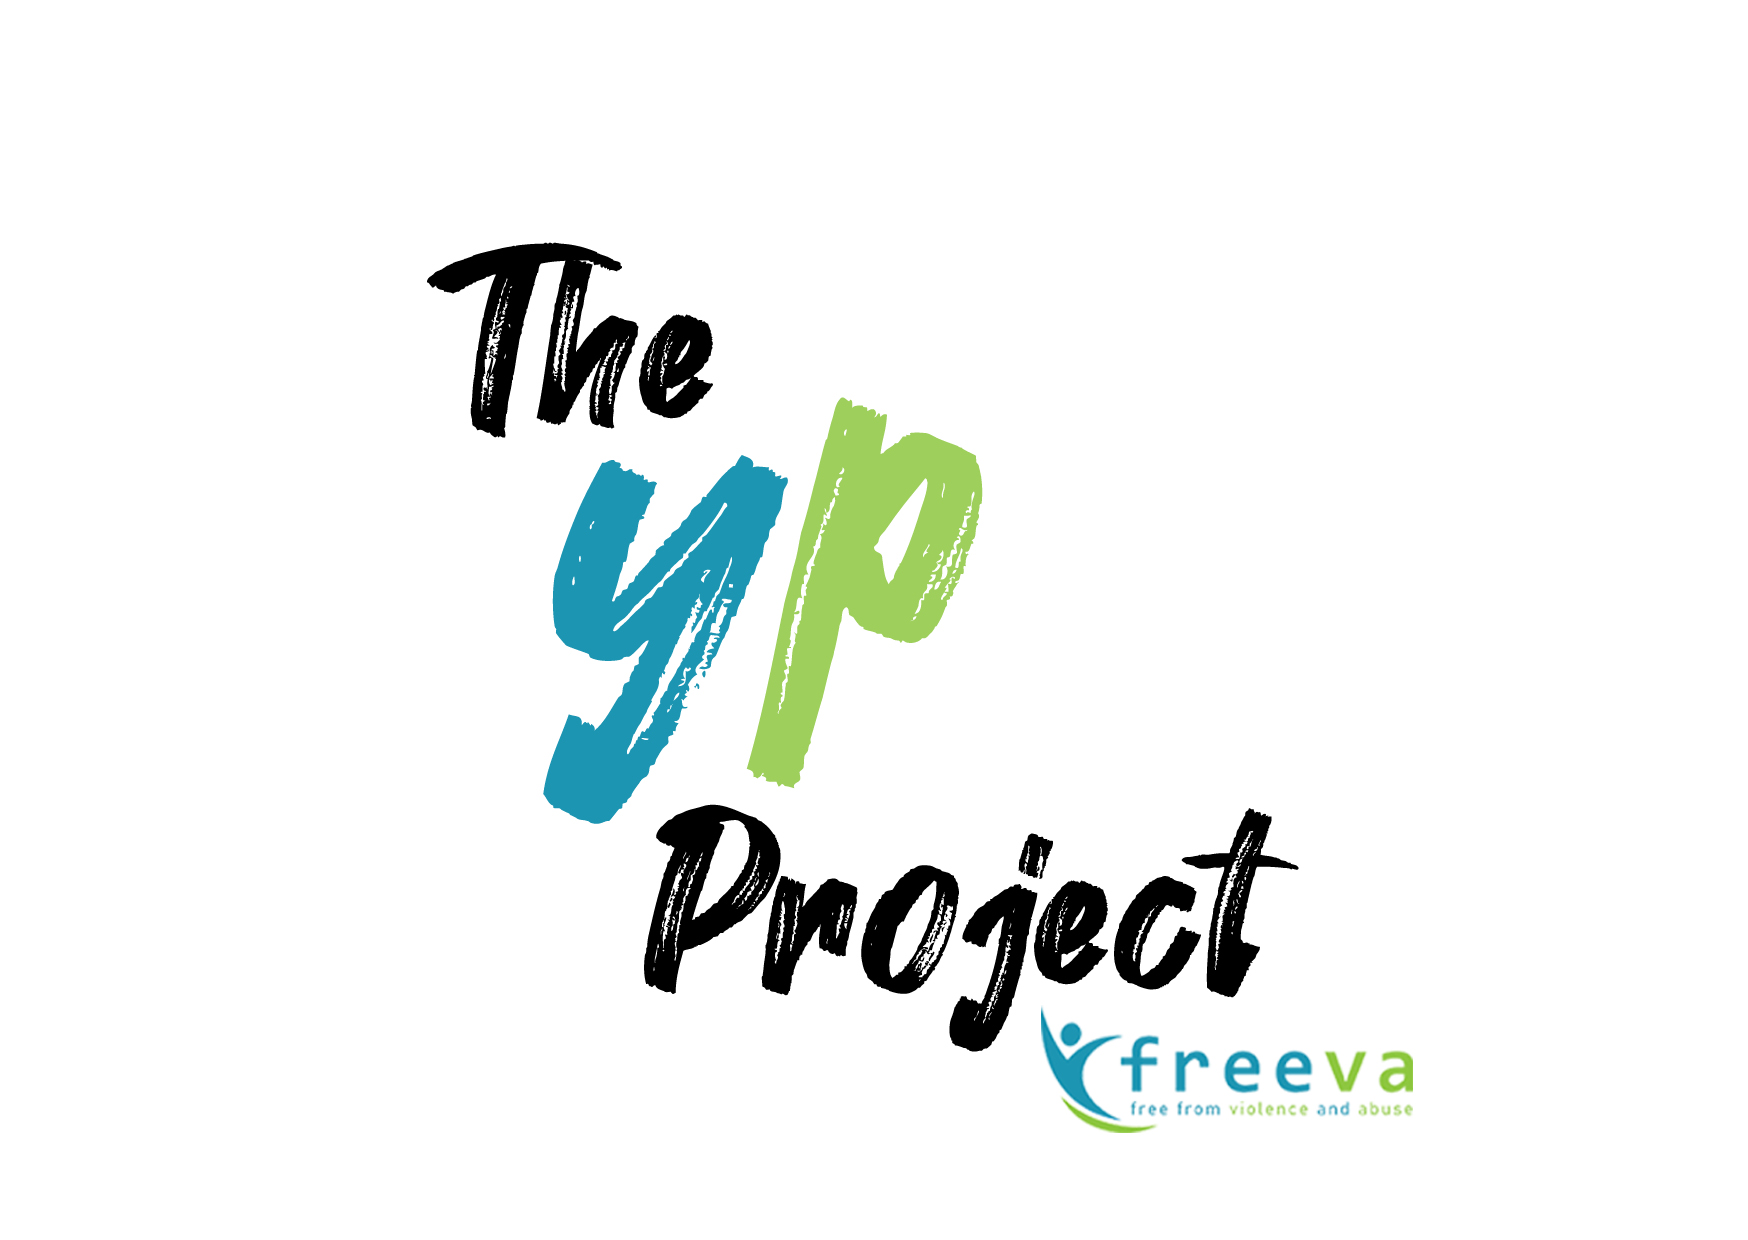 The
yp
Project
freeva
free from violence and abuse